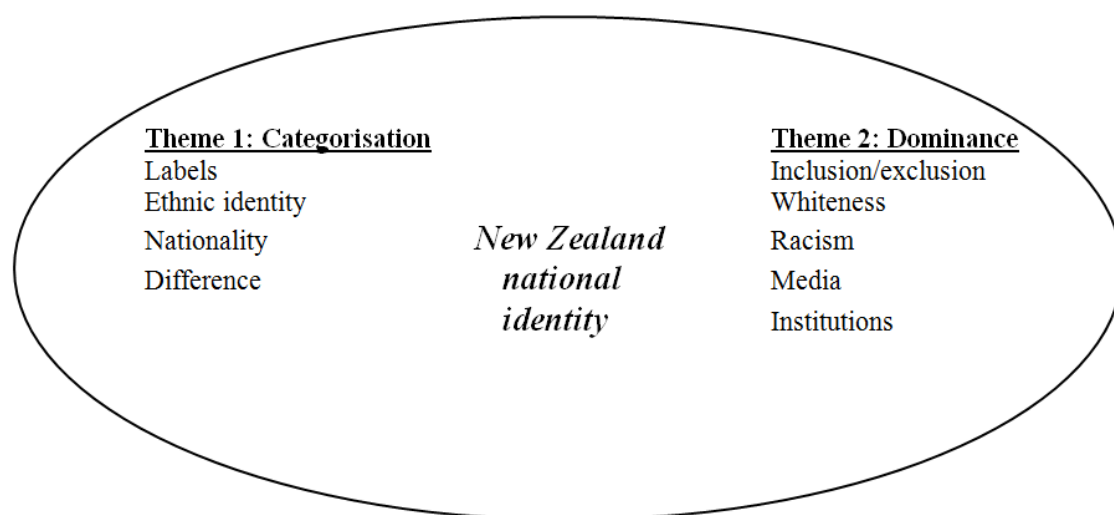 Theme 1: Categorisation
Labels
Ethnic identity
Nationality
Difference
New Zealand
national
identity
Theme 2: Dominance
Inclusion/exclusion
Whiteness
Racism
Media
Institutions